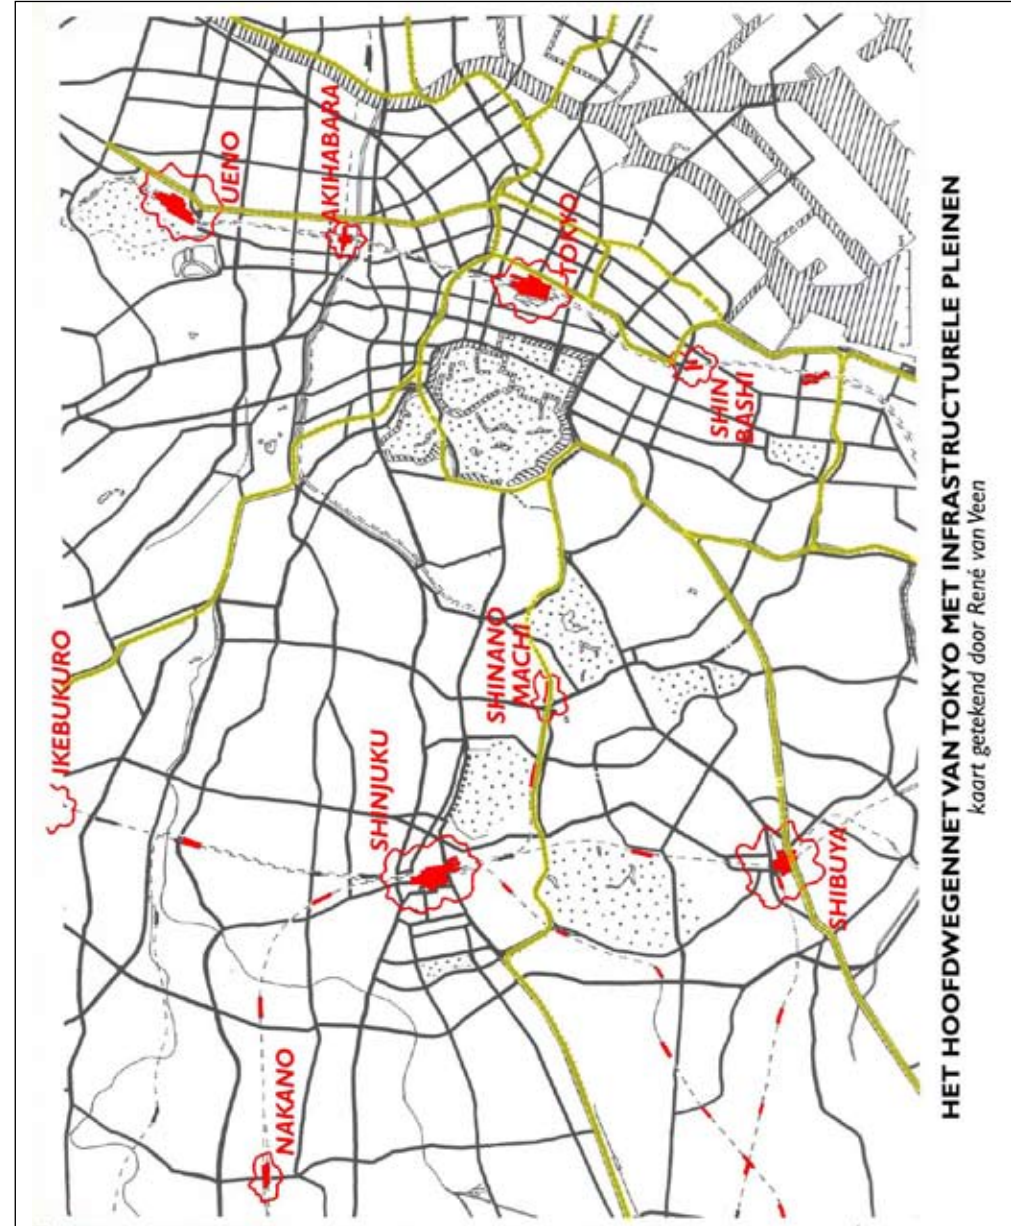 HET HOOFDWEGENNET VAN TOKYO MET INFRASTRUCTURELE PLEINEN
kaart getekend door René van Veen
IKEBUKURO
UENO
AKIHABARA
TOKYO
SHIN
BASHI
SHINANO
MACHI
SHINJUKU
SHIBUYA
NAKANO